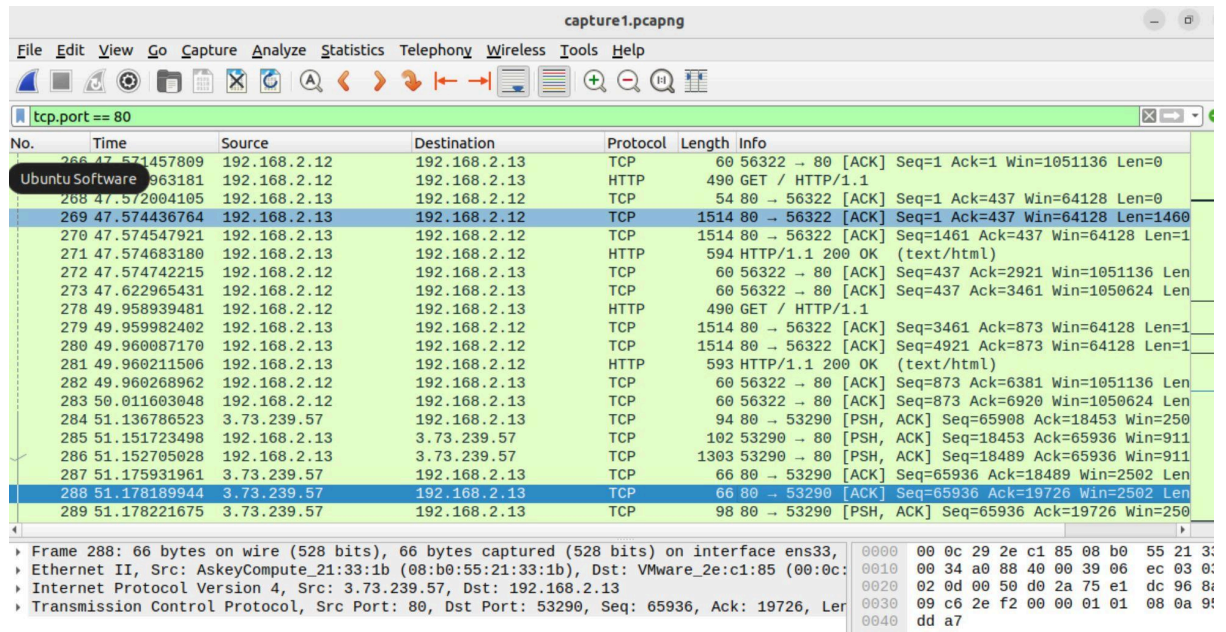 capture1.pcapng
File Edit View Go Capture Analyze Statistics Telephony Wireless Tools Help
tcp.port == 80
No. Time Source Destination Protocol Length Info
266 47.571457809 192.168.2.12 192.168.2.13 TCP 60 56322 → 80 [ACK] Seq=1 Ack=1 Win=1051136 Len=0
Ubuntu Software 963181 192.168.2.12 192.168.2.13 HTTP 490 GET / HTTP/1.1
268 47.572004105 192.168.2.13 192.168.2.12 TCP 54 80 → 56322 [ACK] Seq=1 Ack=437 Win=64128 Len=0
269 47.574436764 192.168.2.13 192.168.2.12 TCP 1514 80 → 56322 [ACK] Seq=1 Ack=437 Win=64128 Len=1460
270 47.574547921 192.168.2.13 192.168.2.12 TCP 1514 80 → 56322 [ACK] Seq=1461 Ack=437 Win=64128 Len=1
271 47.574683180 192.168.2.13 192.168.2.12 HTTP 594 HTTP/1.1 200 OK (text/html)
272 47.574742215 192.168.2.12 192.168.2.13 TCP 60 56322 → 80 [ACK] Seq=437 Ack=2921 Win=1051136 Len
273 47.622965431 192.168.2.12 192.168.2.13 TCP 60 56322 → 80 [ACK] Seq=437 Ack=3461 Win=1050624 Len
278 49.958939481 192.168.2.12 192.168.2.13 HTTP 490 GET / HTTP/1.1
279 49.959982402 192.168.2.13 192.168.2.12 TCP 1514 80 → 56322 [ACK] Seq=3461 Ack=873 Win=64128 Len=1
280 49.960087170 192.168.2.13 192.168.2.12 TCP 1514 80 → 56322 [ACK] Seq=4921 Ack=873 Win=64128 Len=1
281 49.960211506 192.168.2.13 192.168.2.12 HTTP 593 HTTP/1.1 200 OK (text/html)
282 49.960268962 192.168.2.12 192.168.2.13 TCP 60 56322 → 80 [ACK] Seq=873 Ack=6381 Win=1051136 Len
283 50.011603048 192.168.2.12 192.168.2.13 TCP 60 56322 → 80 [ACK] Seq=873 Ack=6920 Win=1050624 Len
284 51.136786523 3.73.239.57 192.168.2.13 TCP 94 80 → 53290 [PSH, ACK] Seq=65908 Ack=18453 Win=250
285 51.151723498 192.168.2.13 3.73.239.57 TCP 102 53290 → 80 [PSH, ACK] Seq=18453 Ack=65936 Win=911
286 51.152705028 192.168.2.13 3.73.239.57 TCP 1303 53290 → 80 [PSH, ACK] Seq=18489 Ack=65936 Win=911
287 51.175931961 3.73.239.57 192.168.2.13 TCP 66 80 → 53290 [ACK] Seq=65936 Ack=18489 Win=2502 Len
288 51.178189944 3.73.239.57 192.168.2.13 TCP 66 80 → 53290 [ACK] Seq=65936 Ack=19726 Win=2502 Len
289 51.178221675 3.73.239.57 192.168.2.13 TCP 98 80 → 53290 [PSH, ACK] Seq=65936 Ack=19726 Win=250
Frame 288: 66 bytes on wire (528 bits), 66 bytes captured (528 bits) on interface ens33,
Ethernet II, Src: AskeyCompute_21:33:1b (08:b0:55:21:33:1b), Dst: VMware_2e:c1:85 (00:0c:
Internet Protocol Version 4, Src: 3.73.239.57, Dst: 192.168.2.13
Transmission Control Protocol, Src Port: 80, Dst Port: 53290, Seq: 65936, Ack: 19726, Ler
0000 00 0c 29 2e c1 85 08 b0 55 21 33
0010 00 34 a0 88 40 00 39 06 ec 03 03
0020 02 0d 00 50 d0 2a 75 e1 dc 96 8a
0030 09 c6 2e f2 00 00 01 01 08 0a 95
0040 dd a7